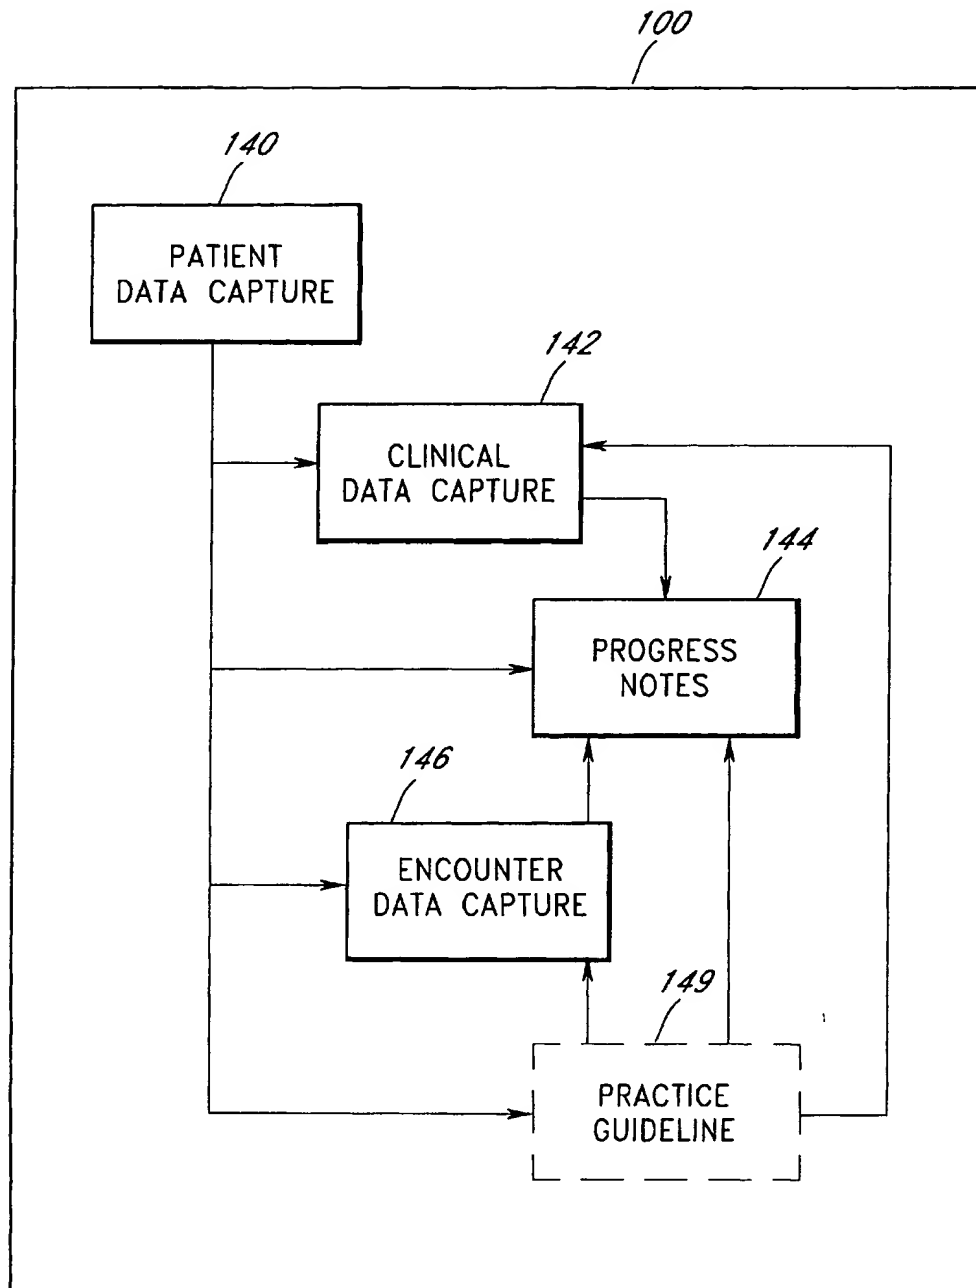 100
140
PATIENT
DATA CAPTURE
142
CLINICAL
DATA CAPTURE
144
PROGRESS
NOTES
146
ENCOUNTER
DATA CAPTURE
149
PRACTICE
GUIDELINE